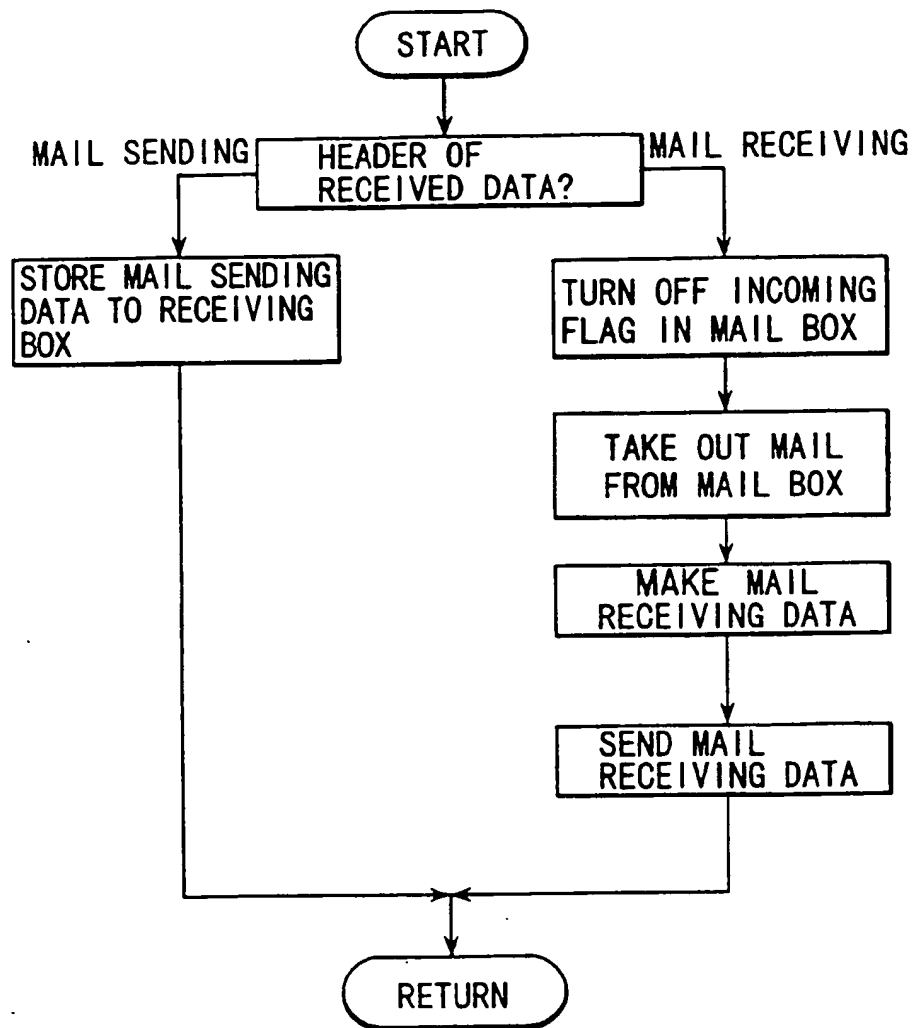 START
MAIL SENDING
HEADER OF
RECEIVED DATA?
MAIL RECEIVING
STORE MAIL SENDING
DATA TO RECEIVING
BOX
TURN OFF INCOMING
FLAG IN MAIL BOX
TAKE OUT MAIL
FROM MAIL BOX
MAKE MAIL
RECEIVING DATA
SEND MAIL
RECEIVING DATA
RETURN